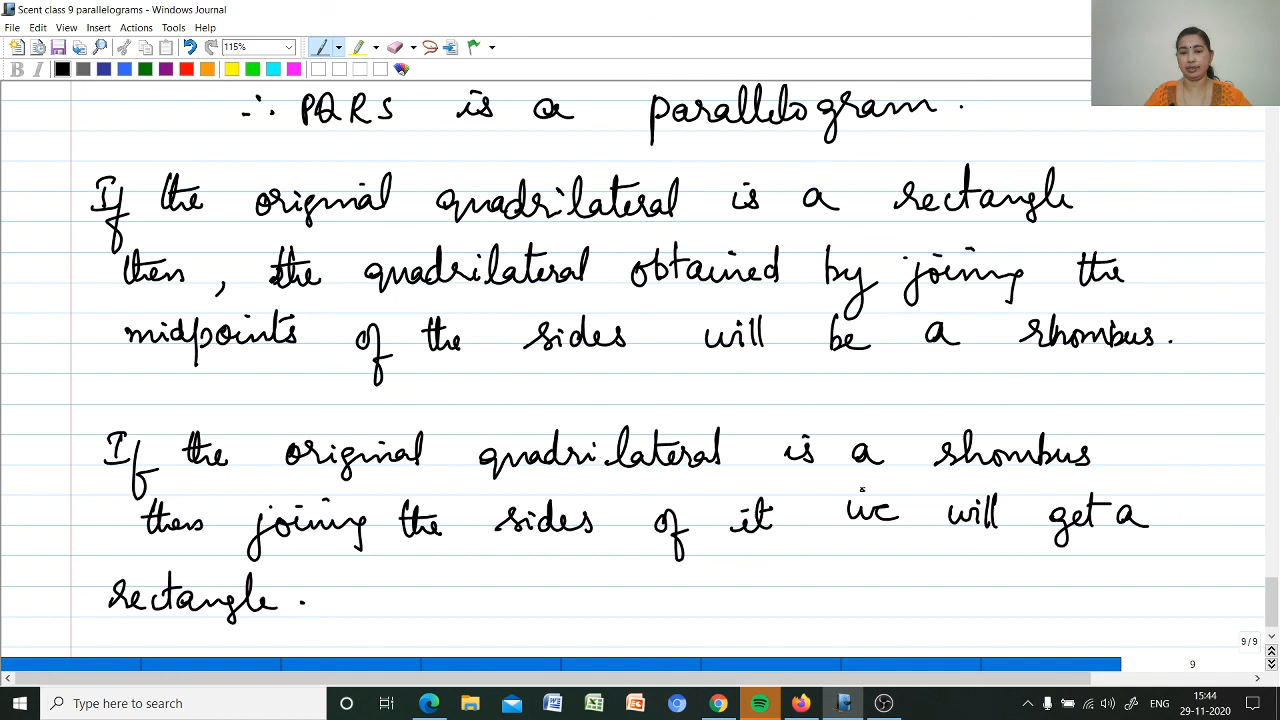 Scent class 9 parallelograms - Windows Journal
File Edit View Insert Actions Tools Help
115%
B I
∴ PQRS is a parallelogram.
If the original quadrilateral is a rectangle
then, the quadrilateral obtained by joining the
midpoints of the sides will be a rhombus.
If the original quadrilateral is a rhombus
then joining the sides of it we will get a
rectangle.
9/9
9
Type here to search
ENG
15:44
29-11-2020